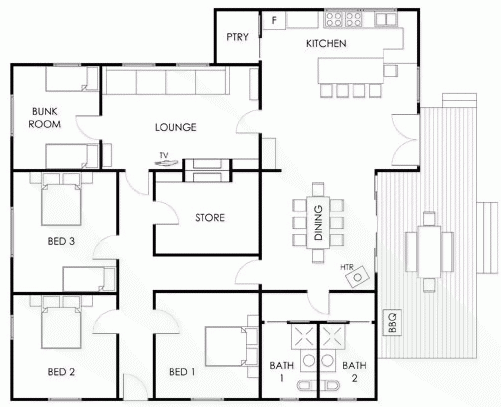 F
PTRY
KITCHEN
BUNK
ROOM
LOUNGE
TV
STORE
DINING
BED 3
HTR
BBQ
BED 2
BED 1
BATH
1
BATH
2